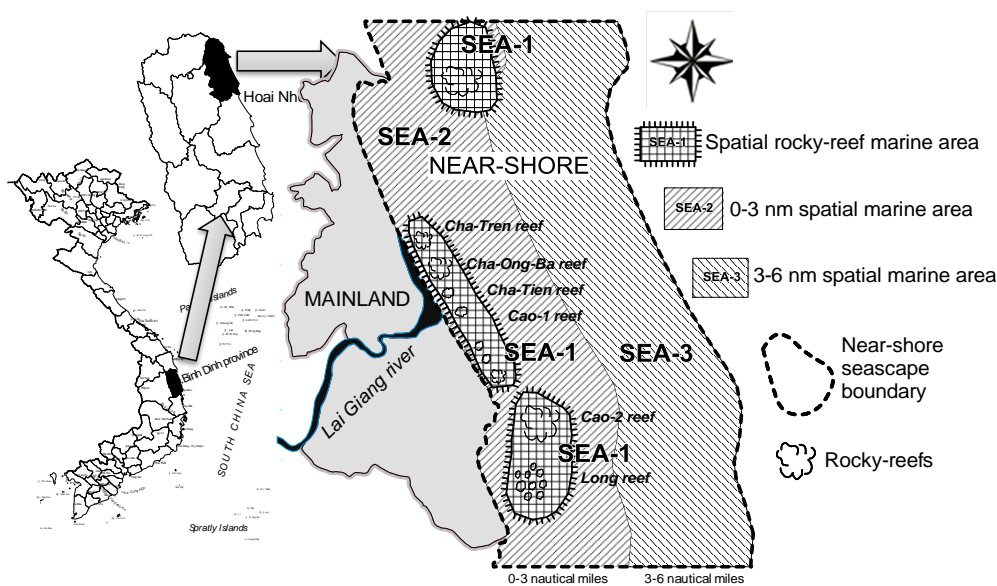 Hoai Nh
Binh Dinh province
SOUTH CHINA SEA
Spratly Islands
MAINLAND
Lai Giang river
SEA-1
SEA-2
NEAR-SHORE
Cha-Tren reef
Cha-Ong-Ba reef
Cha-Tien reef
Cao-1 reef
SEA-1
SEA-3
Cao-2 reef
SEA-1
Long reef
0-3 nautical miles
3-6 nautical miles
SEA-1
Spatial rocky-reef marine area
SEA-2
0-3 nm spatial marine area
SEA-3
3-6 nm spatial marine area
Near-shore
seascape
boundary
Rocky-reefs